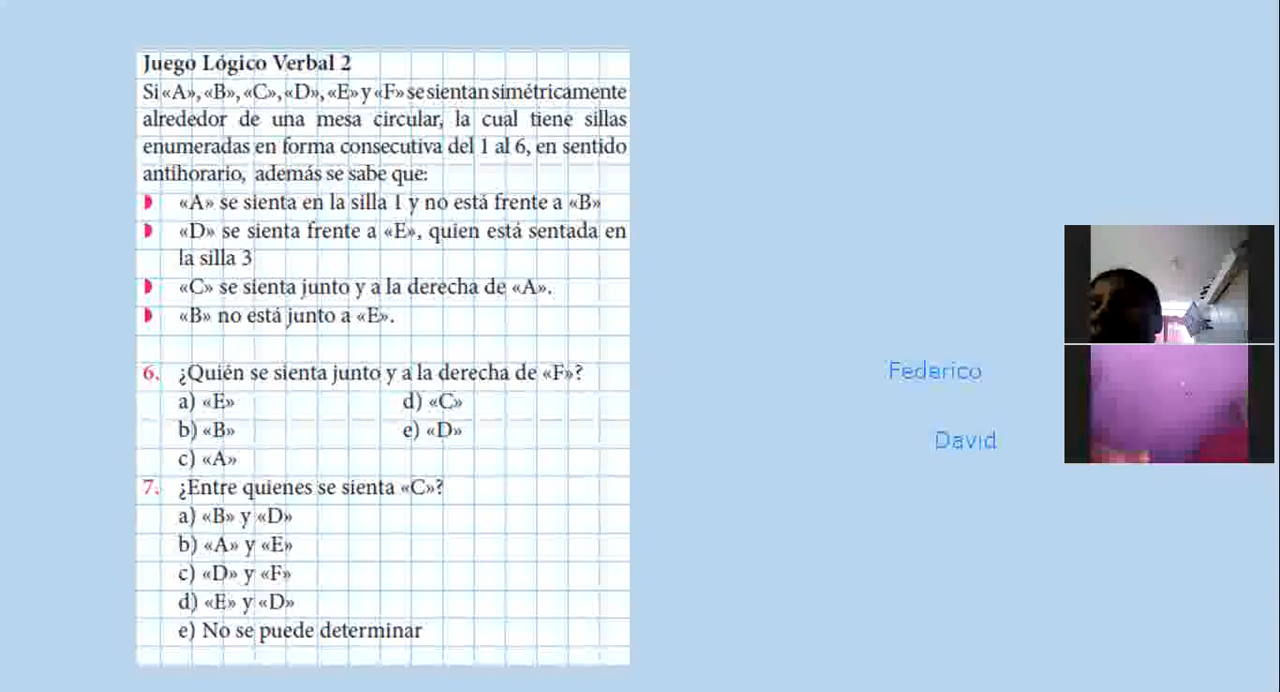 Juego Lógico Verbal 2
Si «A», «B», «C», «D», «E» y «F» se sientan simétricamente
alrededor de una mesa circular, la cual tiene sillas
enumeradas en forma consecutiva del 1 al 6, en sentido
antihorario, además se sabe que:
«A» se sienta en la silla 1 y no está frente a «B»
«D» se sienta frente a «E», quien está sentada en
la silla 3
«C» se sienta junto y a la derecha de «A».
«B» no está junto a «E».
6. ¿Quién se sienta junto y a la derecha de «F»?
a) «E» d) «C»
b) «B» e) «D»
c) «A»
7. ¿Entre quienes se sienta «C»?
a) «B» y «D»
b) «A» y «E»
c) «D» y «F»
d) «E» y «D»
e) No se puede determinar
Federico
David